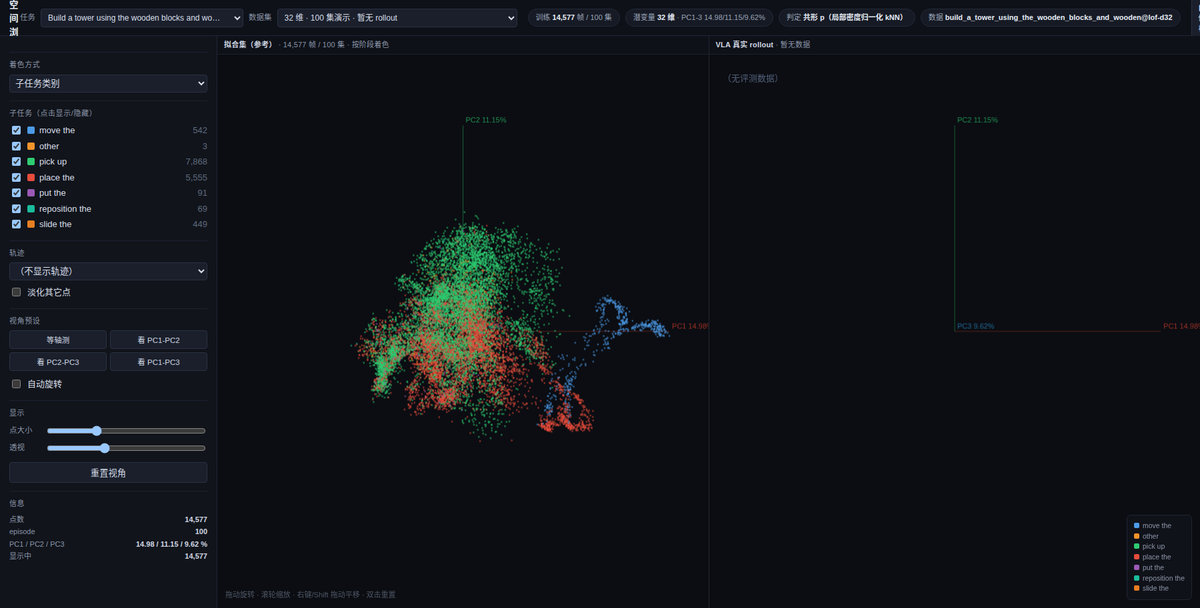 空
间
浏
任务
Build a tower using the wooden blocks and wo…
数据集
32 维 · 100 集演示 · 暂无 rollout
训练 14,577 帧 / 100 集
潜变量 32 维 · PC1-3 14.98/11.15/9.62%
判定 共形 p（局部密度归一化 kNN）
数据 build_a_tower_using_the_wooden_blocks_and_wooden@lof-d32
着色方式
子任务类别
子任务（点击显示/隐藏）
move the 542
other 3
pick up 7,868
place the 5,555
put the 91
reposition the 69
slide the 449
轨迹
（不显示轨迹）
淡化其它点
视角预设
等轴测
看 PC1-PC2
看 PC2-PC3
看 PC1-PC3
自动旋转
显示
点大小
透视
重置视角
信息
点数 14,577
episode 100
PC1 / PC2 / PC3 14.98 / 11.15 / 9.62 %
显示中 14,577
拟合集（参考） · 14,577 帧 / 100 集 · 按阶段着色
PC2 11.15%
PC1 14.98%
拖动旋转 · 滚轮缩放 · 右键/Shift 拖动平移 · 双击重置
VLA 真实 rollout · 暂无数据
（无评测数据）
PC2 11.15%
PC3 9.62%
PC1 14.98%
move the
other
pick up
place the
put the
reposition the
slide the